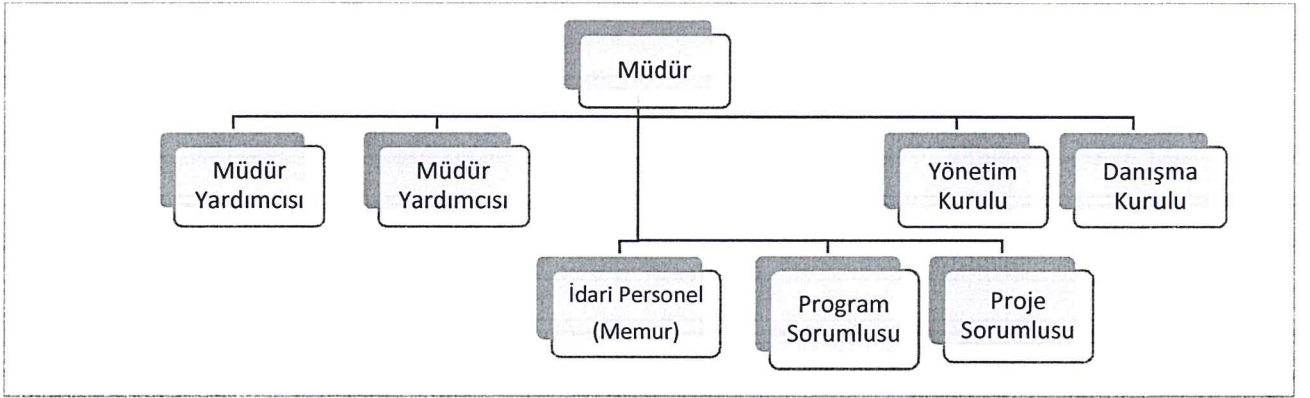 Müdür
Müdür
Yardımcısı
Müdür
Yardımcısı
Yönetim
Kurulu
Danışma
Kurulu
İdari Personel
(Memur)
Program
Sorumlusu
Proje
Sorumlusu